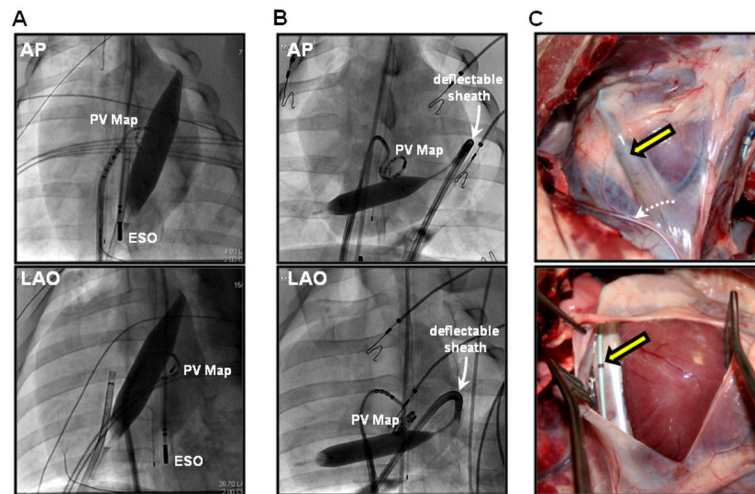 A
AP
PV Map
ESO
LAO
PV Map
ESO
B
AP
deflectable
sheath
PV Map
LAO
deflectable
sheath
PV Map
C